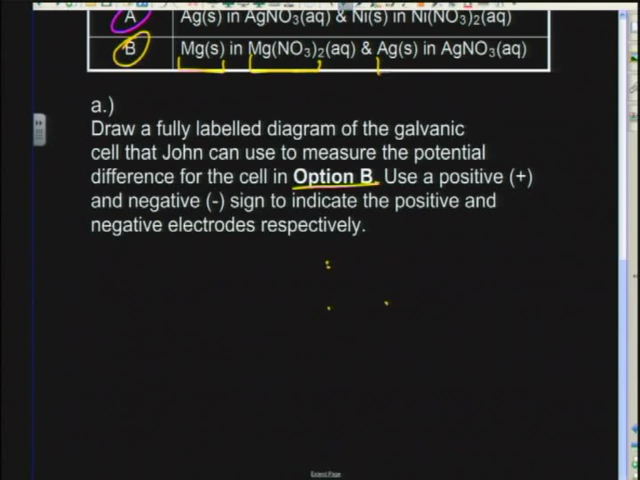 A Ag(s) in AgNO₃(aq) & Ni(s) in Ni(NO₃)₂(aq)
B Mg(s) in Mg(NO₃)₂(aq) & Ag(s) in AgNO₃(aq)
a.)
Draw a fully labelled diagram of the galvanic
cell that John can use to measure the potential
difference for the cell in Option B. Use a positive (+)
and negative (-) sign to indicate the positive and
negative electrodes respectively.
Extend Page